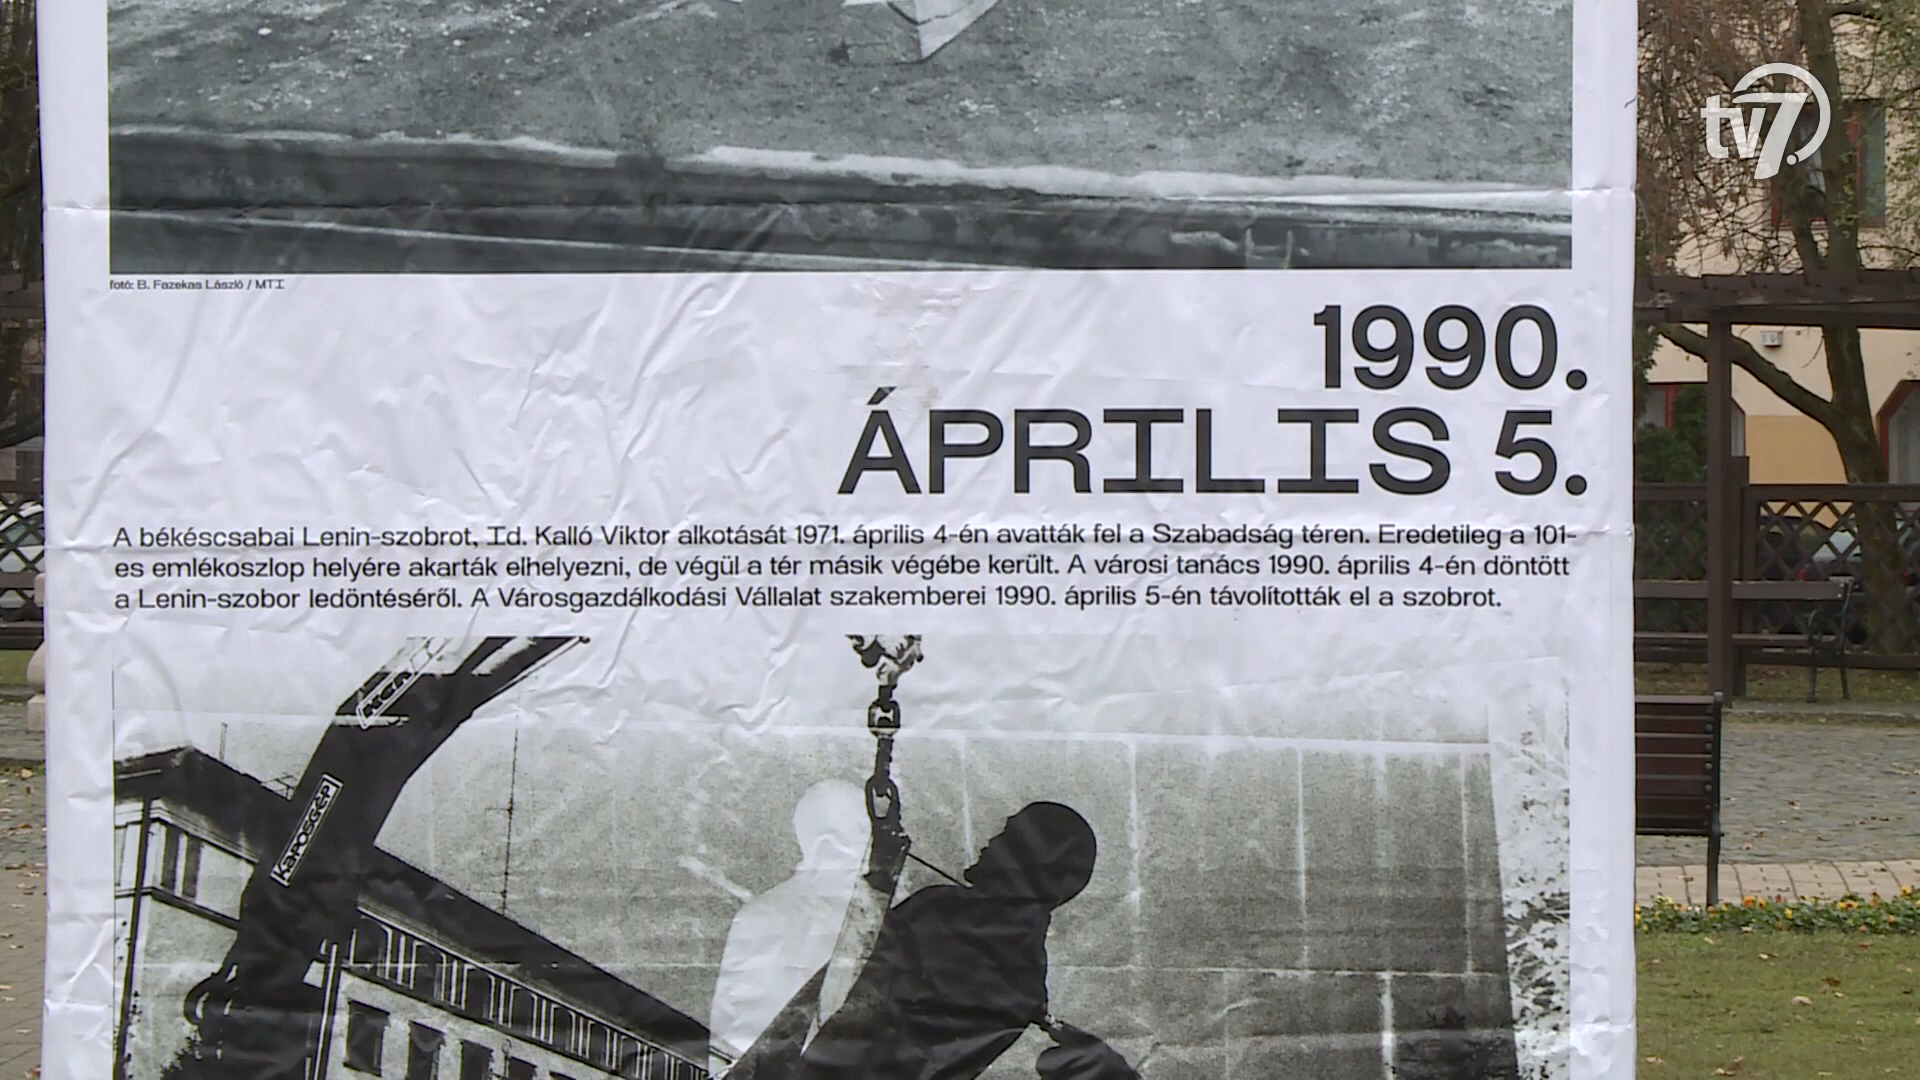 tv7.
fotó: B. Fazekas László / MTI
1990.
ÁPRILIS 5.
A békéscsabai Lenin-szobrot, Id. Kalló Viktor alkotását 1971. április 4-én avatták fel a Szabadság téren. Eredetileg a 101-
es emlékoszlop helyére akarták elhelyezni, de végül a tér másik végébe került. A városi tanács 1990. április 4-én döntött
a Lenin-szobor ledöntéséről. A Városgazdálkodási Vállalat szakemberei 1990. április 5-én távolították el a szobrot.
KAPOSGÉP